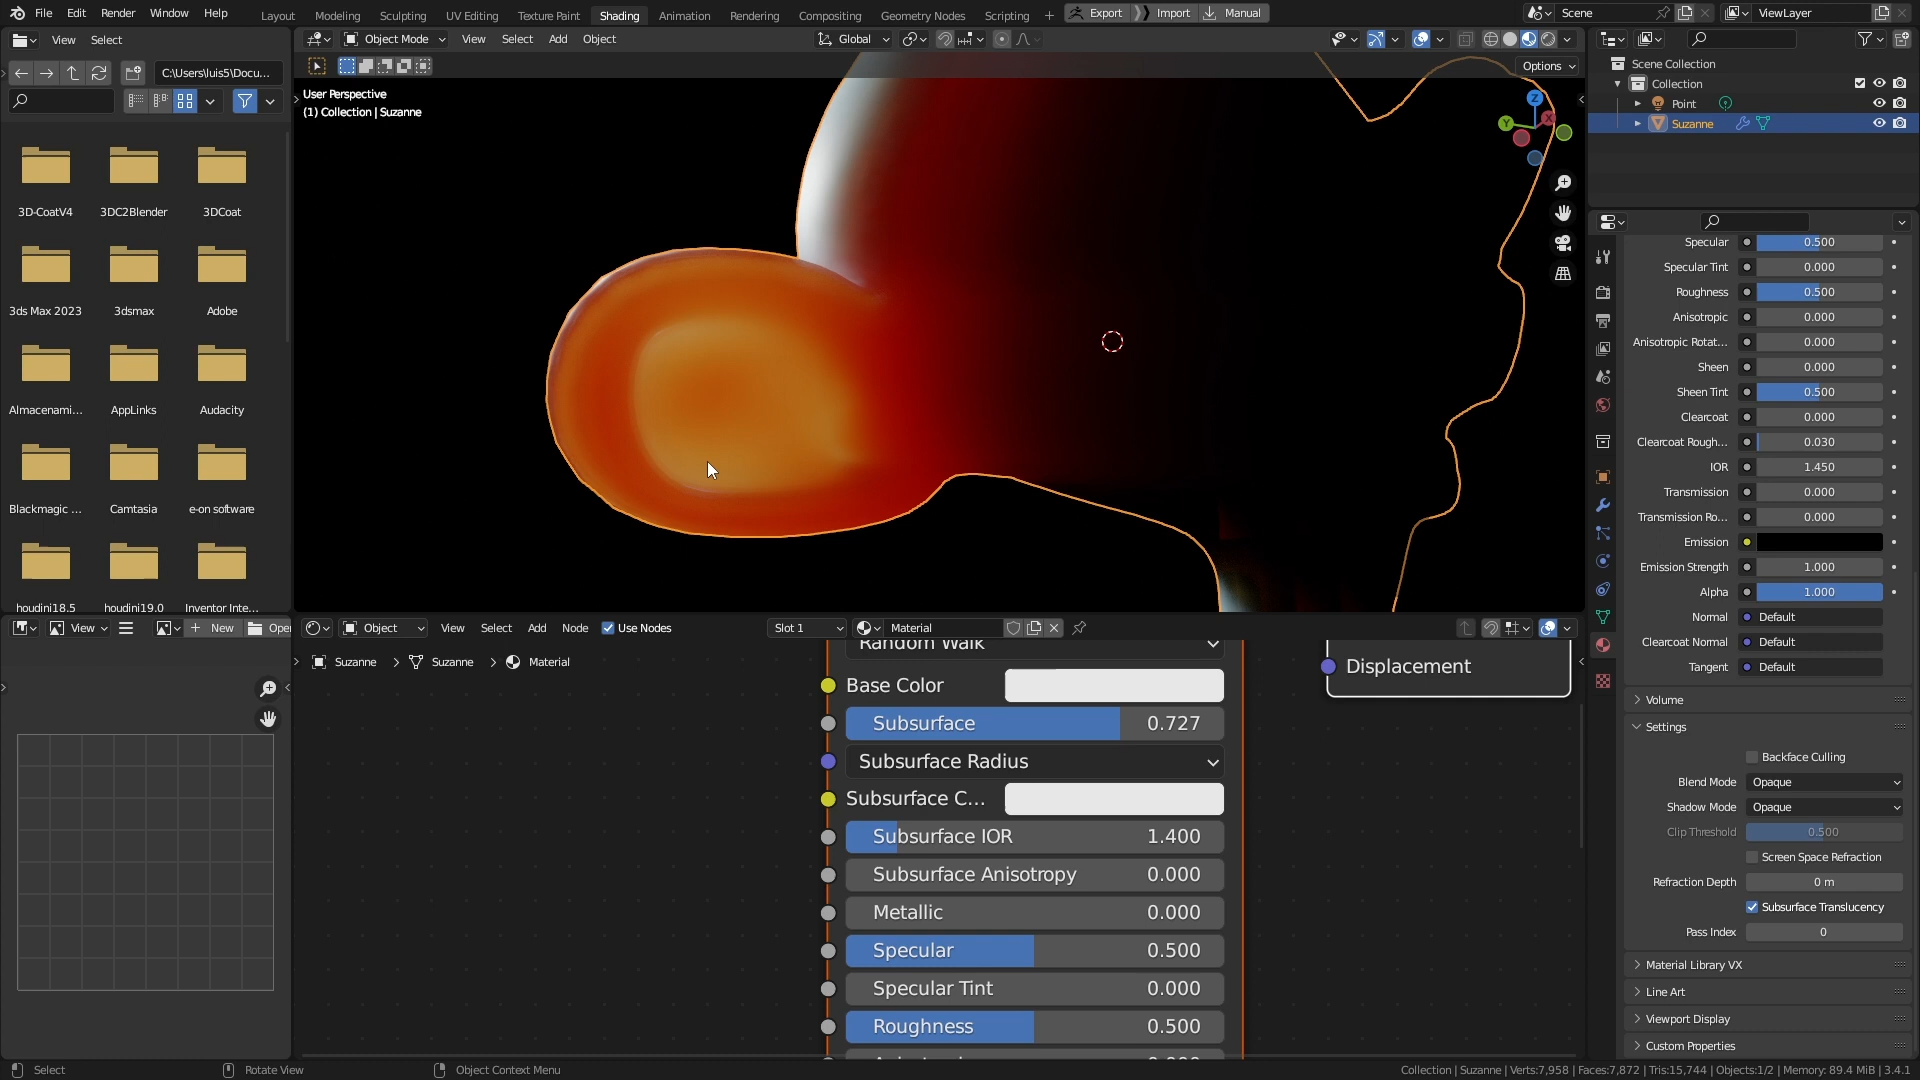 File Edit Render Window Help Layout Modeling Sculpting UV Editing Texture Paint Shading Animation Rendering Compositing Geometry Nodes Scripting + Export Import Manual Scene ViewLayer
View Select
C:\Users\luis5\Docu...
Object Mode View Select Add Object Global
Options
User Perspective
(1) Collection | Suzanne
Z
Y
X
3D-CoatV4 3DC2Blender 3DCoat
3ds Max 2023 3dsmax Adobe
Almacenami... AppLinks Audacity
Blackmagic ... Camtasia e-on software
houdini18.5 houdini19.0 Inventor Inte...
Scene Collection
Collection
Point
Suzanne
Specular 0.500
Specular Tint 0.000
Roughness 0.500
Anisotropic 0.000
Anisotropic Rotat... 0.000
Sheen 0.000
Sheen Tint 0.500
Clearcoat 0.000
Clearcoat Rough... 0.030
IOR 1.450
Transmission 0.000
Transmission Ro... 0.000
Emission
Emission Strength 1.000
Alpha 1.000
Normal Default
Clearcoat Normal Default
Tangent Default
Volume
Settings
Backface Culling
Blend Mode Opaque
Shadow Mode Opaque
Clip Threshold 0.500
Screen Space Refraction
Refraction Depth 0 m
Subsurface Translucency
Pass Index 0
Material Library VX
Line Art
Viewport Display
Custom Properties
View + New Open
Object View Select Add Node Use Nodes Slot 1 Material
Suzanne > Suzanne > Material
Random Walk
Base Color
Subsurface 0.727
Subsurface Radius
Subsurface C...
Subsurface IOR 1.400
Subsurface Anisotropy 0.000
Metallic 0.000
Specular 0.500
Specular Tint 0.000
Roughness 0.500
Displacement
Select Rotate View Object Context Menu
Collection | Suzanne | Verts:7,958 | Faces:7,872 | Tris:15,744 | Objects:1/2 | Memory: 89.4 MiB | 3.4.1